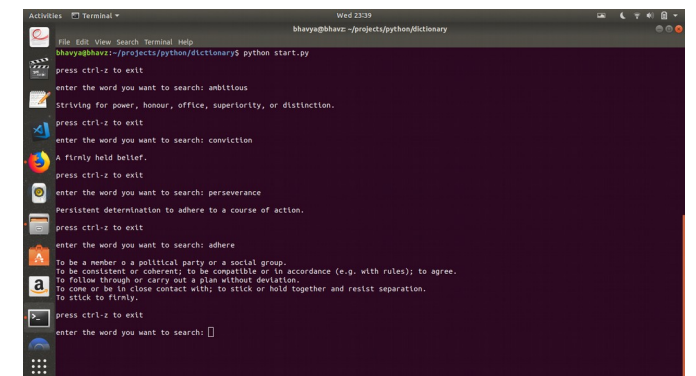 Activities Terminal Wed 23:39
bhavya@bhavz: ~/projects/python/dictionary
File Edit View Search Terminal Help
bhavya@bhavz:~/projects/python/dictionary$ python start.py
press ctrl-z to exit
enter the word you want to search: ambitious
Striving for power, honour, office, superiority, or distinction.
press ctrl-z to exit
enter the word you want to search: conviction
A firmly held belief.
press ctrl-z to exit
enter the word you want to search: perseverance
Persistent determination to adhere to a course of action.
press ctrl-z to exit
enter the word you want to search: adhere
To be a member o a political party or a social group.
To be consistent or coherent; to be compatible or in accordance (e.g. with rules); to agree.
To follow through or carry out a plan without deviation.
To come or be in close contact with; to stick or hold together and resist separation.
To stick to firmly.
press ctrl-z to exit
enter the word you want to search: